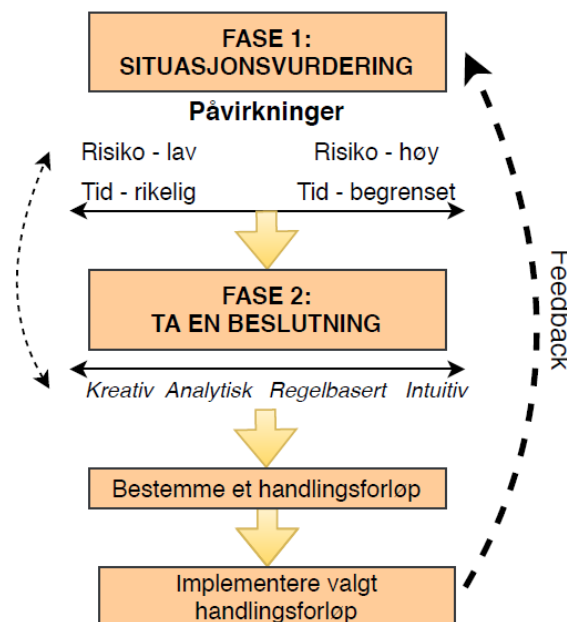 FASE 1:
SITUASJONSVURDERING
Påvirkninger
Risiko - lav
Risiko - høy
Tid - rikelig
Tid - begrenset
FASE 2:
TA EN BESLUTNING
Kreativ Analytisk Regelbasert Intuitiv
Bestemme et handlingsforløp
Implementere valgt
handlingsforløp
Feedback